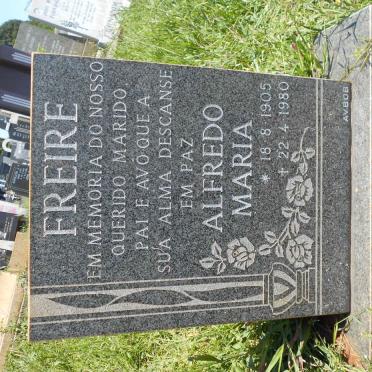 FREIRE
EM MEMORIA DO NOSSO
QUERIDO MARIDO
PAI E AVÔ QUE A
SUA ALMA DESCANSE
EM PAZ
ALFREDO
MARIA
* 18·8·1905
† 22·4·1980
AVBOB